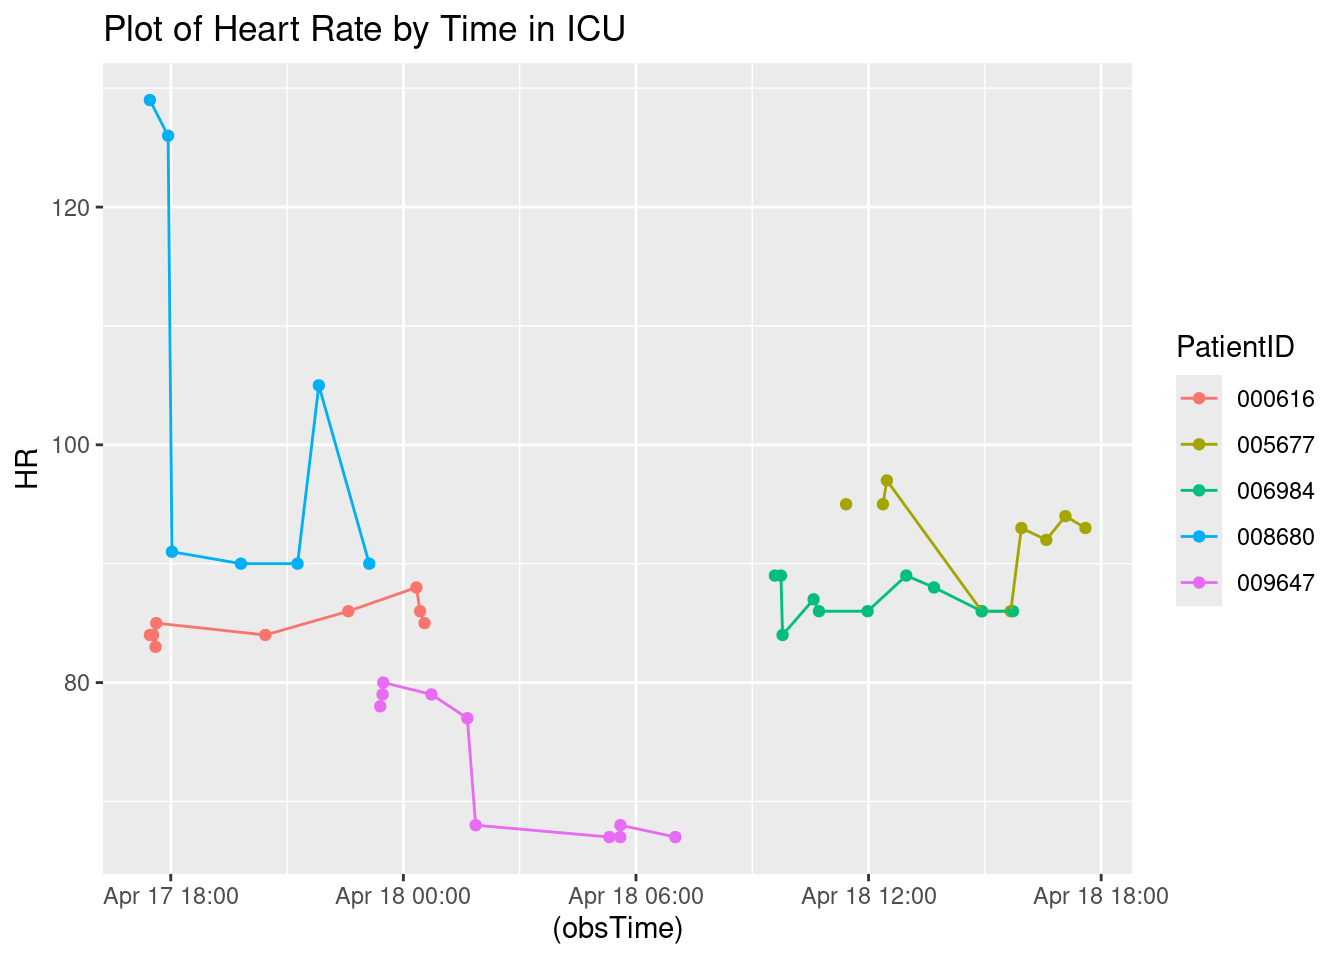 Plot of Heart Rate by Time in ICU
120
100
80
HR
Apr 17 18:00
Apr 18 00:00
Apr 18 06:00
Apr 18 12:00
Apr 18 18:00
(obsTime)
PatientID
000616
005677
006984
008680
009647